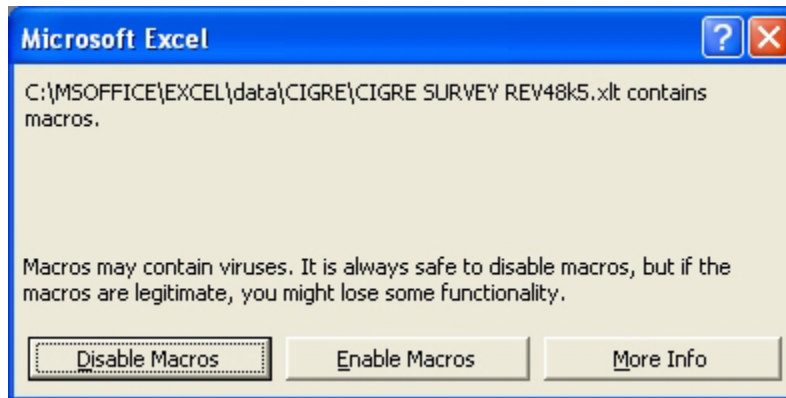 Microsoft Excel
C:\MSOFFICE\EXCEL\data\CIGRE\CIGRE SURVEY REV48k5.xlt contains
macros.
Macros may contain viruses. It is always safe to disable macros, but if the
macros are legitimate, you might lose some functionality.
Disable Macros Enable Macros More Info